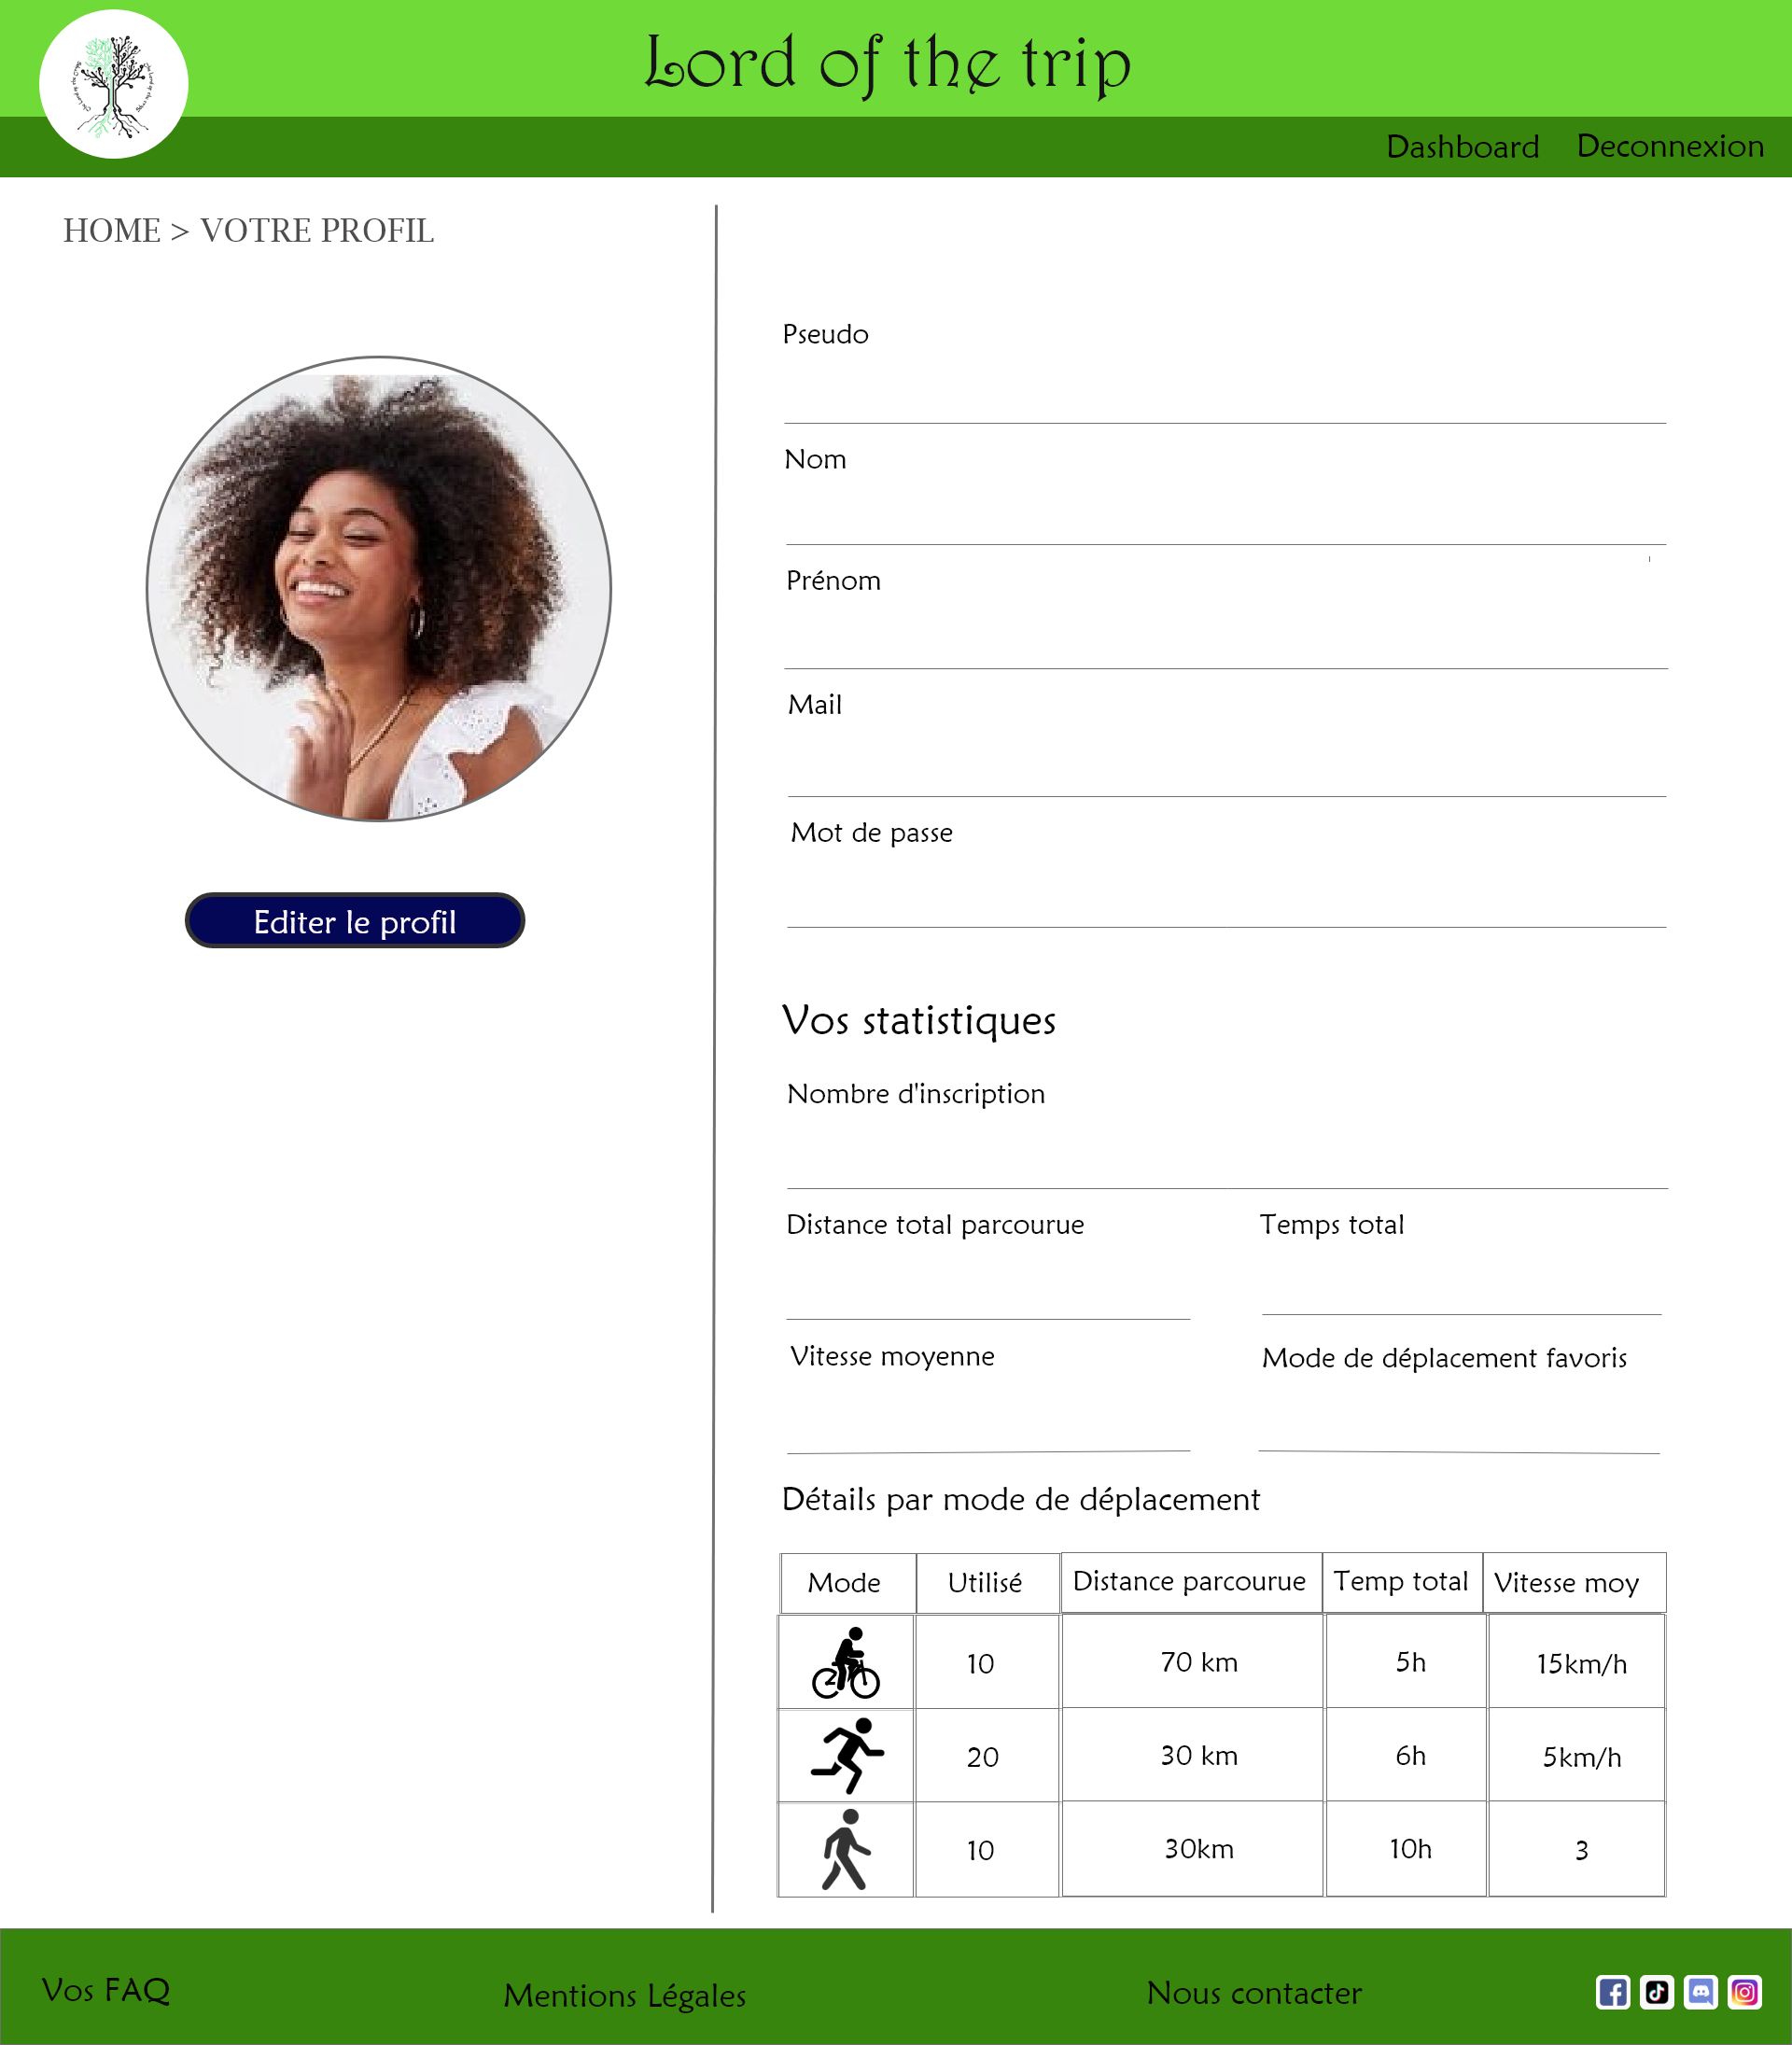 Lord of the trip
Dashboard Deconnexion
HOME > VOTRE PROFIL
Pseudo
Nom
Prénom
Mail
Mot de passe
Editer le profil
Vos statistiques
Nombre d'inscription
Distance total parcourue Temps total
Vitesse moyenne Mode de déplacement favoris
Détails par mode de déplacement
Mode Utilisé Distance parcourue Temp total Vitesse moy
10 70 km 5h 15km/h
20 30 km 6h 5km/h
10 30km 10h 3
Vos FAQ Mentions Légales Nous contacter